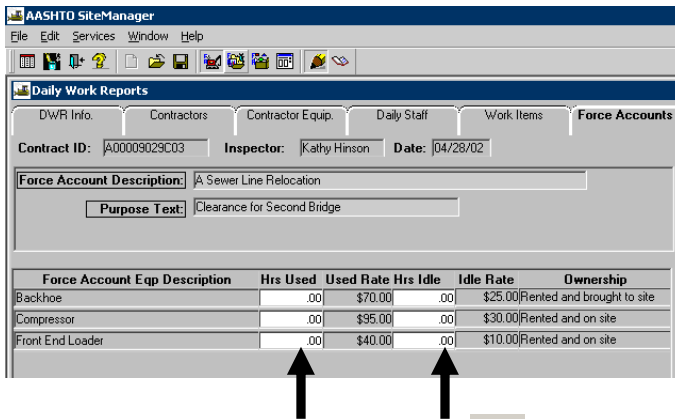 AASHTO SiteManager
File Edit Services Window Help
Daily Work Reports
DWR Info. Contractors Contractor Equip. Daily Staff Work Items Force Accounts
Contract ID: A00009029C03 Inspector: Kathy Hinson Date: 04/28/02
Force Account Description: A Sewer Line Relocation
Purpose Text: Clearance for Second Bridge
Force Account Eqp Description Hrs Used Used Rate Hrs Idle Idle Rate Ownership
Backhoe .00 $70.00 .00 $25.00 Rented and brought to site
Compressor .00 $95.00 .00 $30.00 Rented and on site
Front End Loader .00 $40.00 .00 $10.00 Rented and on site